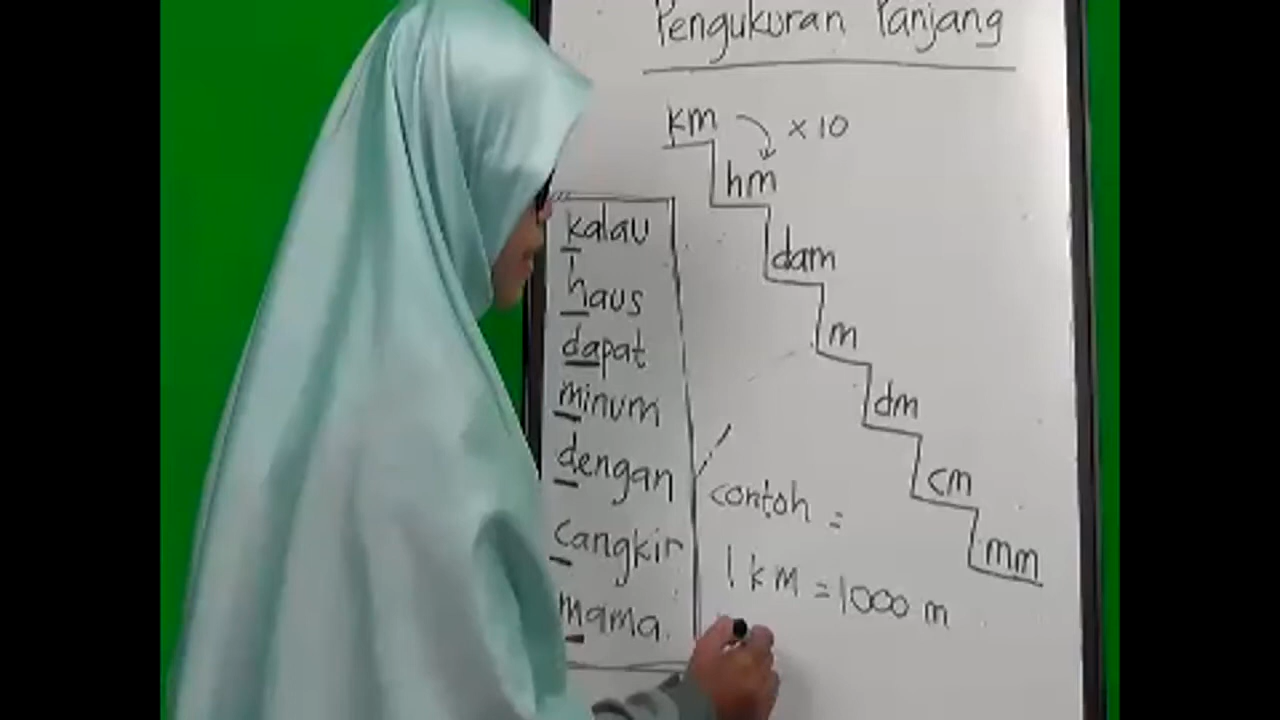 Pengukuran Panjang
km
x 10
hm
dam
m
dm
cm
mm
kalau
haus
dapat
minum
dengan
cangkir
mama.
contoh =
1 km = 1000 m